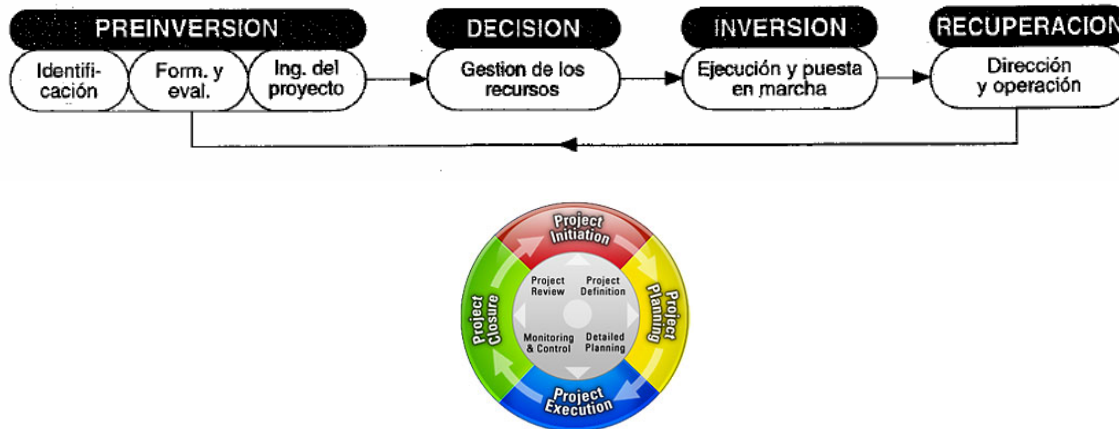 PREINVERSION
DECISION
INVERSION
RECUPERACION
Identifi-
cación
Form. y
eval.
Ing. del
proyecto
Gestion de los
recursos
Ejecución y puesta
en marcha
Dirección
y operación
Project
Initiation
Project
Planning
Project
Execution
Project
Closure
Project
Review
Project
Definition
Monitoring
& Control
Detailed
Planning